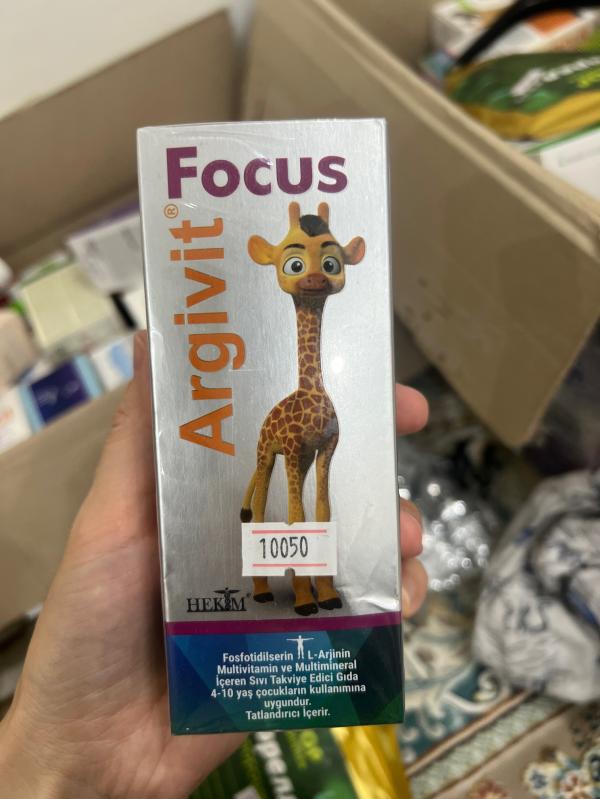 Focus
Argivit®
10050
HEKİM
Fosfotidilserin L-Arjinin
Multivitamin ve Multimineral
İçeren Sıvı Takviye Edici Gıda
4-10 yaş çocukların kullanımına
uygundur.
Tatlandırıcı İçerir.